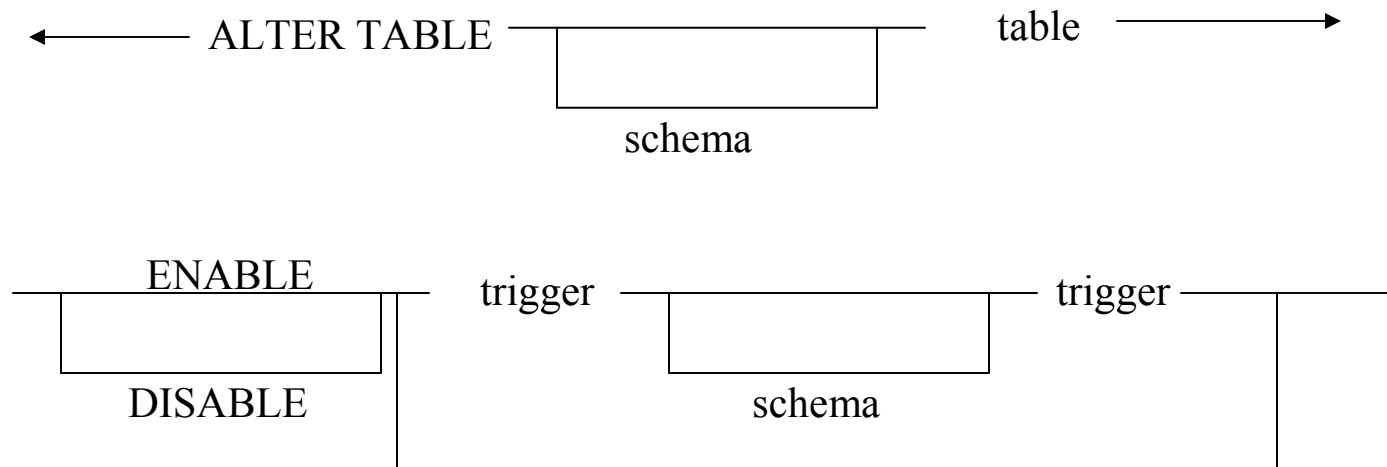 ALTER TABLE table
schema
ENABLE
trigger trigger
DISABLE schema